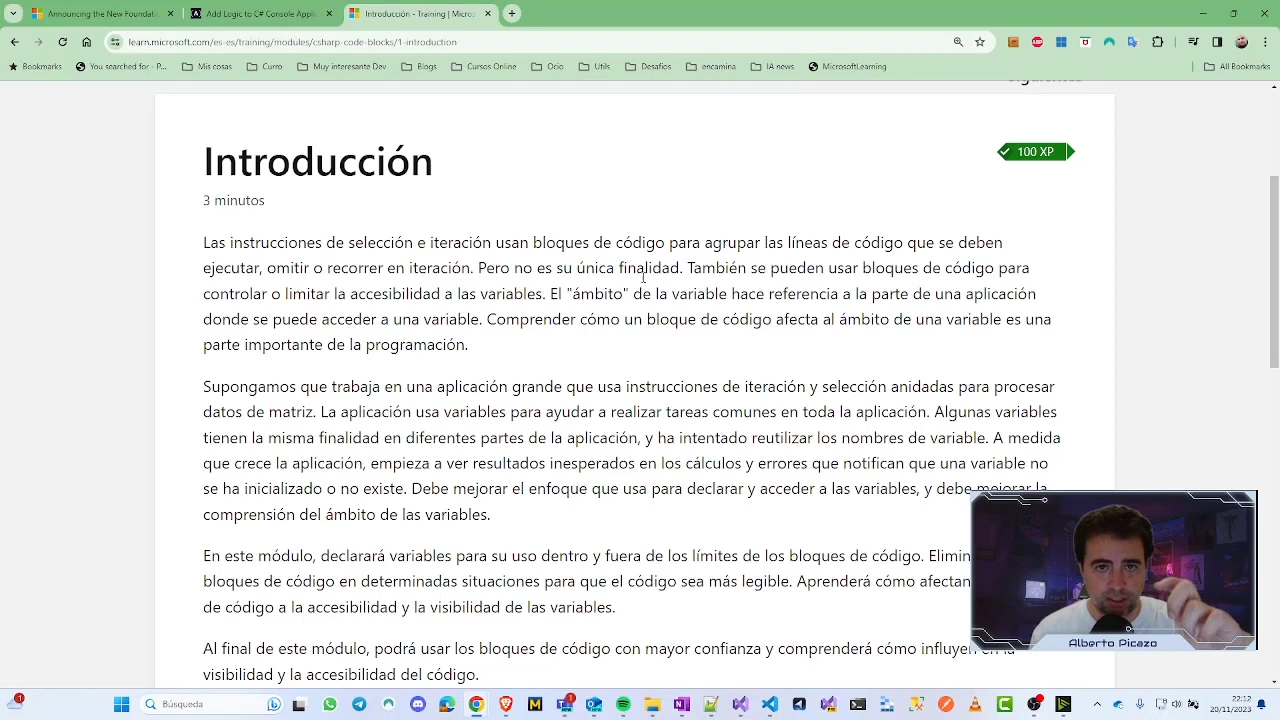 Announcing the New Foundatio
Add Logic to C# Console Applic
Introducción - Training | Micros
learn.microsoft.com/es-es/training/modules/csharp-code-blocks/1-introduction
Bookmarks
You searched for - P...
Mis cosas
Curro
Muy interesante Dev
Blogs
Cursos Online
Ocio
Utils
Desafios
encamina
IA news
MicrosoftLearning
All Bookmarks
Introducción
100 XP
3 minutos
Las instrucciones de selección e iteración usan bloques de código para agrupar las líneas de código que se deben
ejecutar, omitir o recorrer en iteración. Pero no es su única finalidad. También se pueden usar bloques de código para
controlar o limitar la accesibilidad a las variables. El "ámbito" de la variable hace referencia a la parte de una aplicación
donde se puede acceder a una variable. Comprender cómo un bloque de código afecta al ámbito de una variable es una
parte importante de la programación.
Supongamos que trabaja en una aplicación grande que usa instrucciones de iteración y selección anidadas para procesar
datos de matriz. La aplicación usa variables para ayudar a realizar tareas comunes en toda la aplicación. Algunas variables
tienen la misma finalidad en diferentes partes de la aplicación, y ha intentado reutilizar los nombres de variable. A medida
que crece la aplicación, empieza a ver resultados inesperados en los cálculos y errores que notifican que una variable no
se ha inicializado o no existe. Debe mejorar el enfoque que usa para declarar y acceder a las variables, y debe mejorar la
comprensión del ámbito de las variables.
En este módulo, declarará variables para su uso dentro y fuera de los límites de los bloques de código. Elimin
bloques de código en determinadas situaciones para que el código sea más legible. Aprenderá cómo afectan
de código a la accesibilidad y la visibilidad de las variables.
Al final de este módulo, podrá usar los bloques de código con mayor confianza y comprenderá cómo influyen en la
visibilidad y la accesibilidad del código.
Alberto Picazo
Búsqueda
22:12
20/11/2023